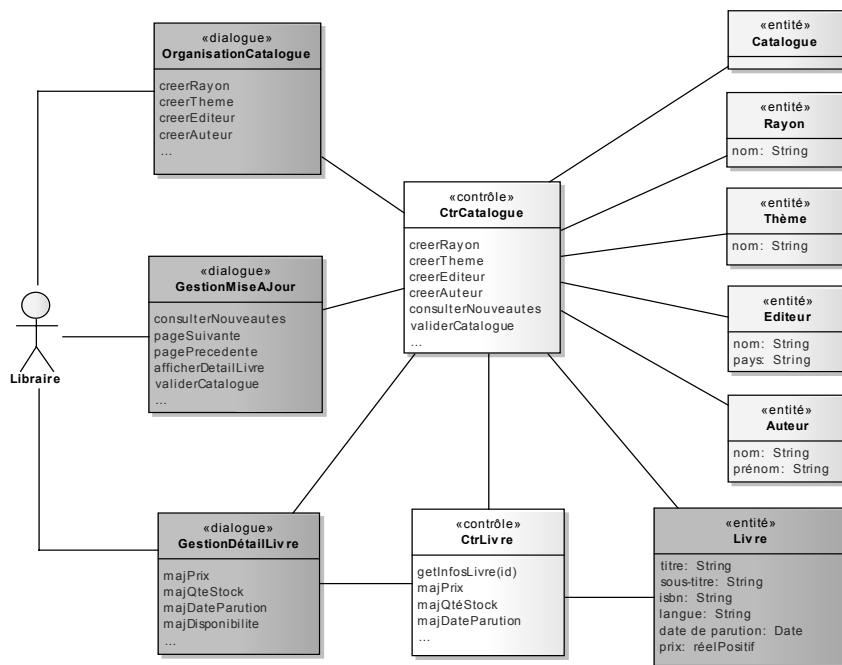 «dialogue»
OrganisationCatalogue
creerRayon
creerTheme
creerEditeur
creerAuteur
...
«entité»
Catalogue
«entité»
Rayon
nom: String
«contrôle»
CtrCatalogue
creerRayon
creerTheme
creerEditeur
creerAuteur
consulterNouveautes
validerCatalogue
...
«entité»
Thème
nom: String
«dialogue»
GestionMiseAJour
consulterNouveautes
pageSuivante
pagePrecedente
afficherDetailLivre
validerCatalogue
...
Libraire
«entité»
Editeur
nom: String
pays: String
«entité»
Auteur
nom: String
prénom: String
«dialogue»
GestionDétailLivre
majPrix
majQteStock
majDateParution
majDisponibilite
...
«contrôle»
CtrLivre
getInfosLivre(id)
majPrix
majQtéStock
majDateParution
...
«entité»
Livre
titre: String
sous-titre: String
isbn: String
langue: String
date de parution: Date
prix: réelPositif